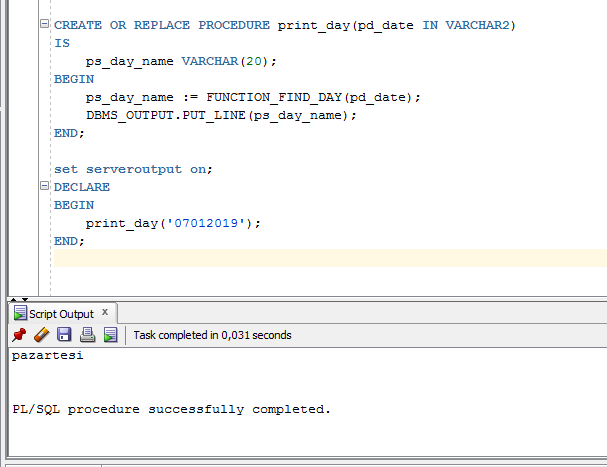 CREATE OR REPLACE PROCEDURE print_day(pd_date IN VARCHAR2)
IS
    ps_day_name VARCHAR(20);
BEGIN
    ps_day_name := FUNCTION_FIND_DAY(pd_date);
    DBMS_OUTPUT.PUT_LINE(ps_day_name);
END;

set serveroutput on;
DECLARE
BEGIN
    print_day('07012019');
END;
Script Output x
Task completed in 0,031 seconds
pazartesi


PL/SQL procedure successfully completed.